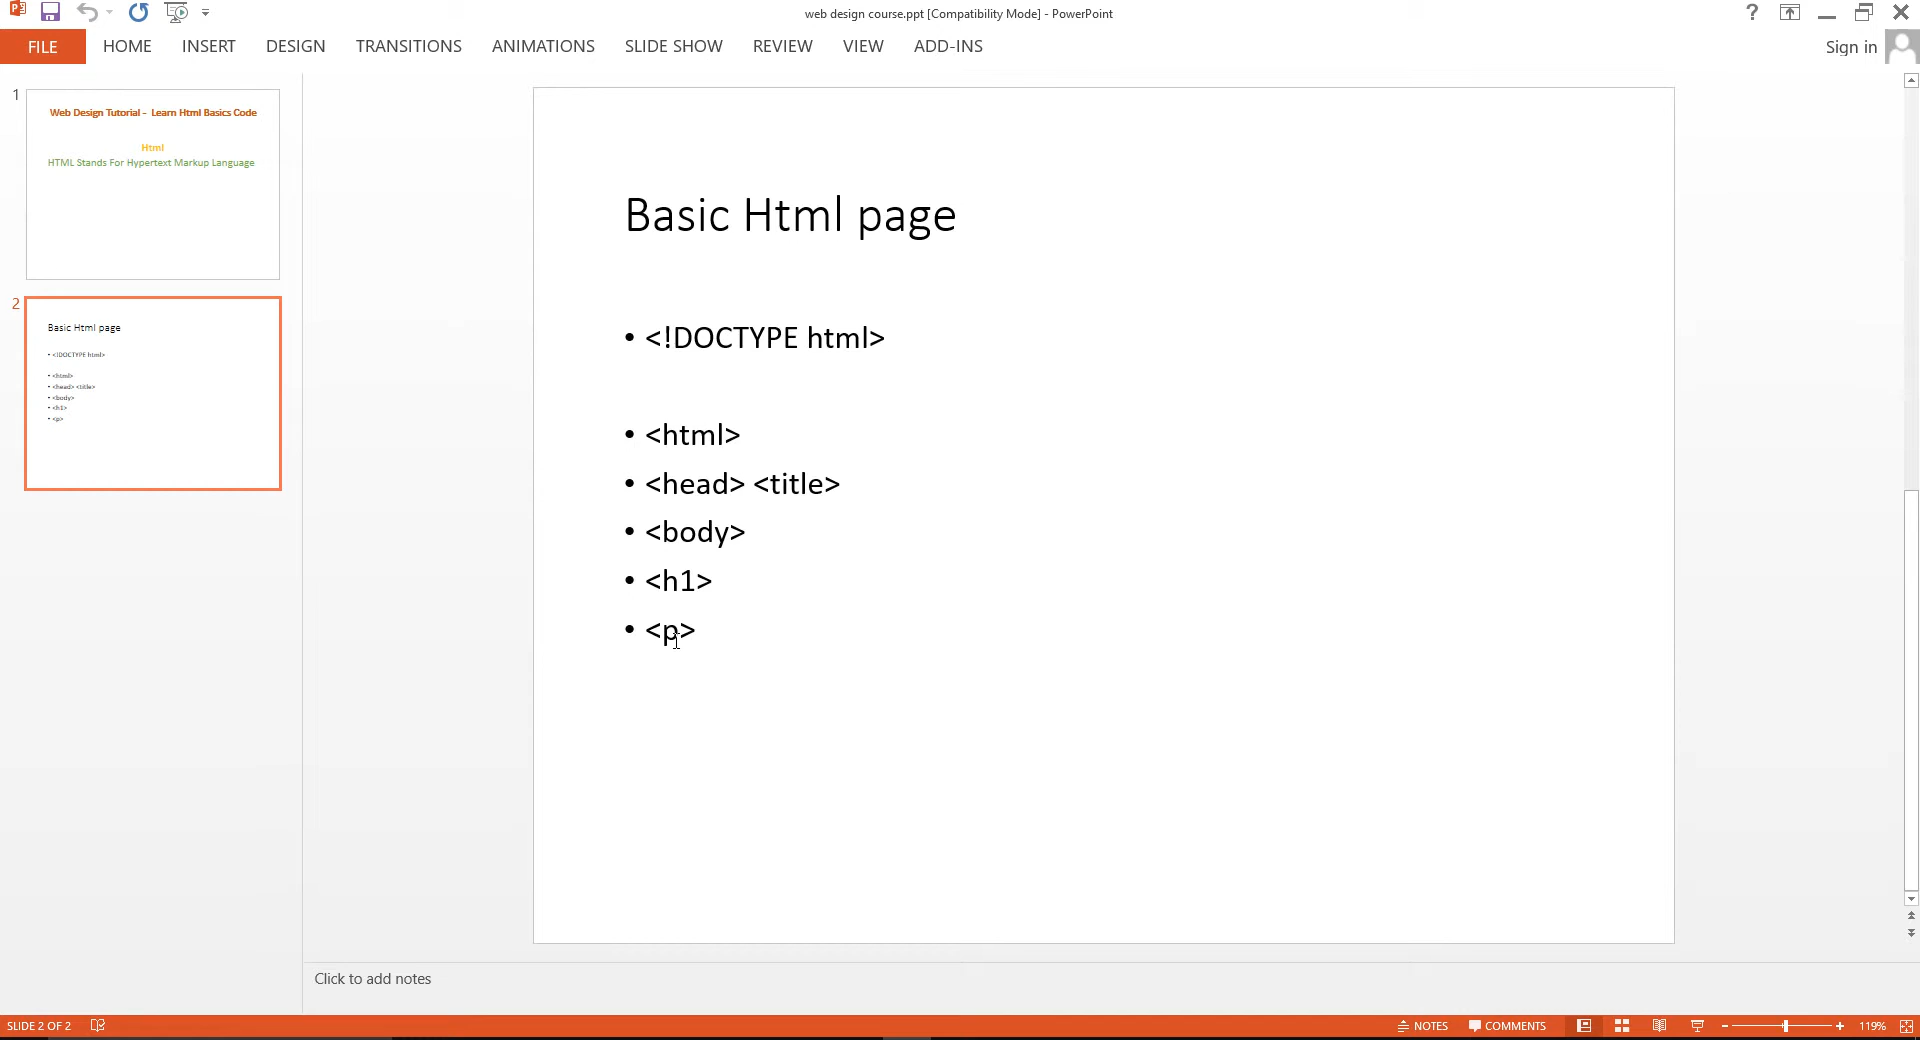 web design course.ppt [Compatibility Mode] - PowerPoint
?
FILE HOME INSERT DESIGN TRANSITIONS ANIMATIONS SLIDE SHOW REVIEW VIEW ADD-INS
Sign in
1
Web Design Tutorial - Learn Html Basics Code
Html
HTML Stands For Hypertext Markup Language
2
Basic Html page
• <!DOCTYPE html>
• <html>
• <head> <title>
• <body>
• <h1>
• <p>
Basic Html page
• <!DOCTYPE html>
• <html>
• <head> <title>
• <body>
• <h1>
• <p>
Click to add notes
SLIDE 2 OF 2
NOTES COMMENTS 119%